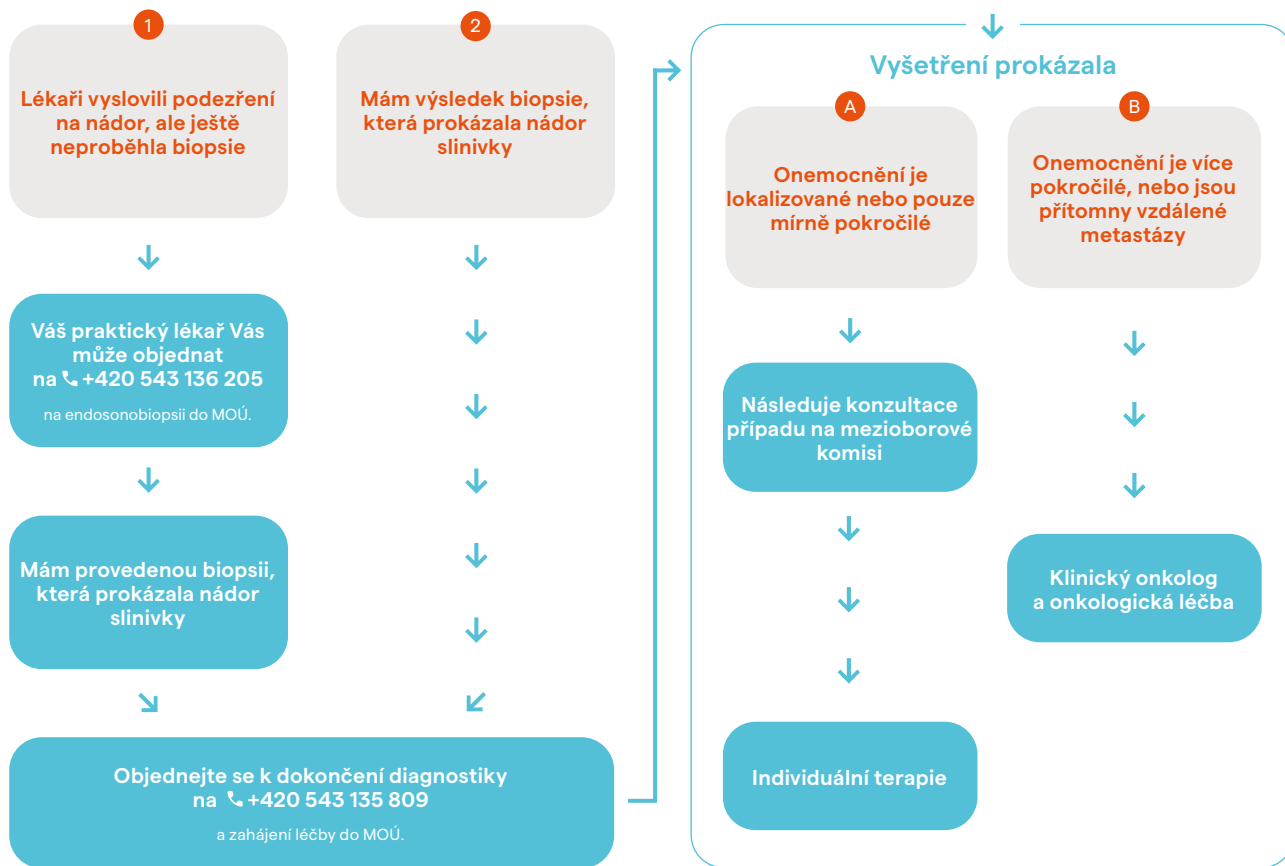 1
Lékaři vyslovili podezření
na nádor, ale ještě
neproběhla biopsie
Váš praktický lékař Vás
může objednat
na +420 543 136 205
na endosonobiopsii do MOÚ.
Mám provedenou biopsii,
která prokázala nádor
slinivky
2
Mám výsledek biopsie,
která prokázala nádor
slinivky
Objednejte se k dokončení diagnostiky
na +420 543 135 809
a zahájení léčby do MOÚ.
Vyšetření prokázala
A
Onemocnění je
lokalizované nebo pouze
mírně pokročilé
Následuje konzultace
případu na mezioborové
komisi
Individuální terapie
B
Onemocnění je více
pokročilé, nebo jsou
přítomny vzdálené
metastázy
Klinický onkolog
a onkologická léčba